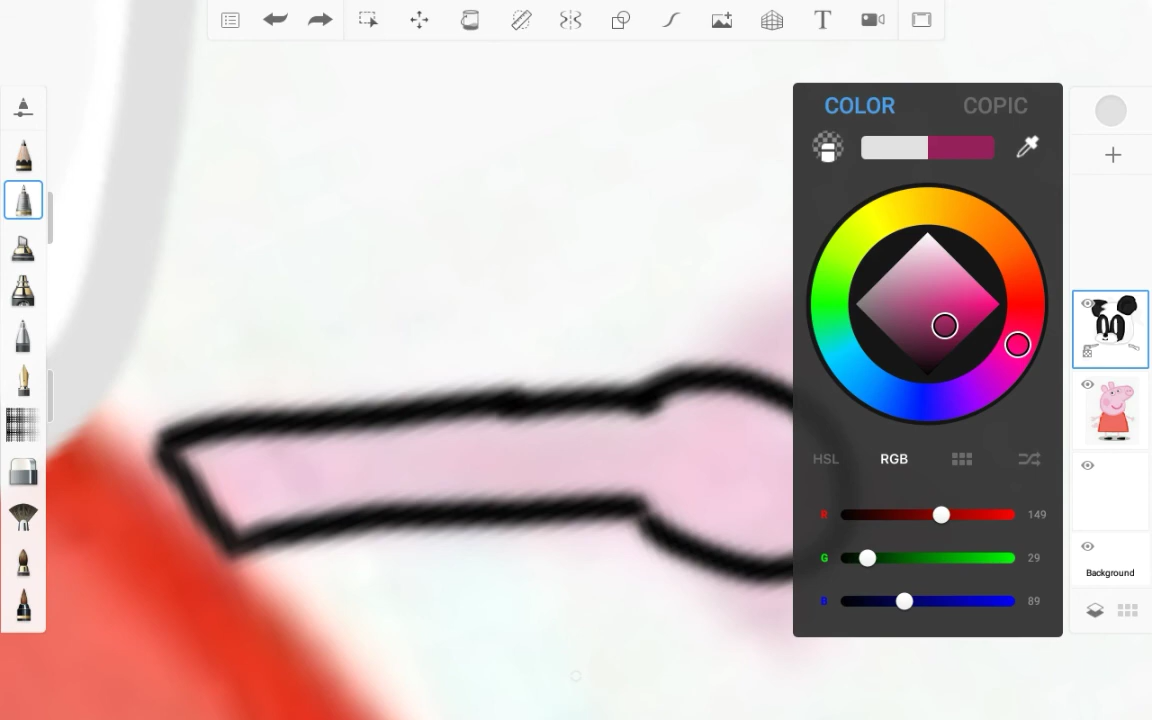 T
COLOR COPIC
HSL RGB
R 149
G 29
B 89
Background